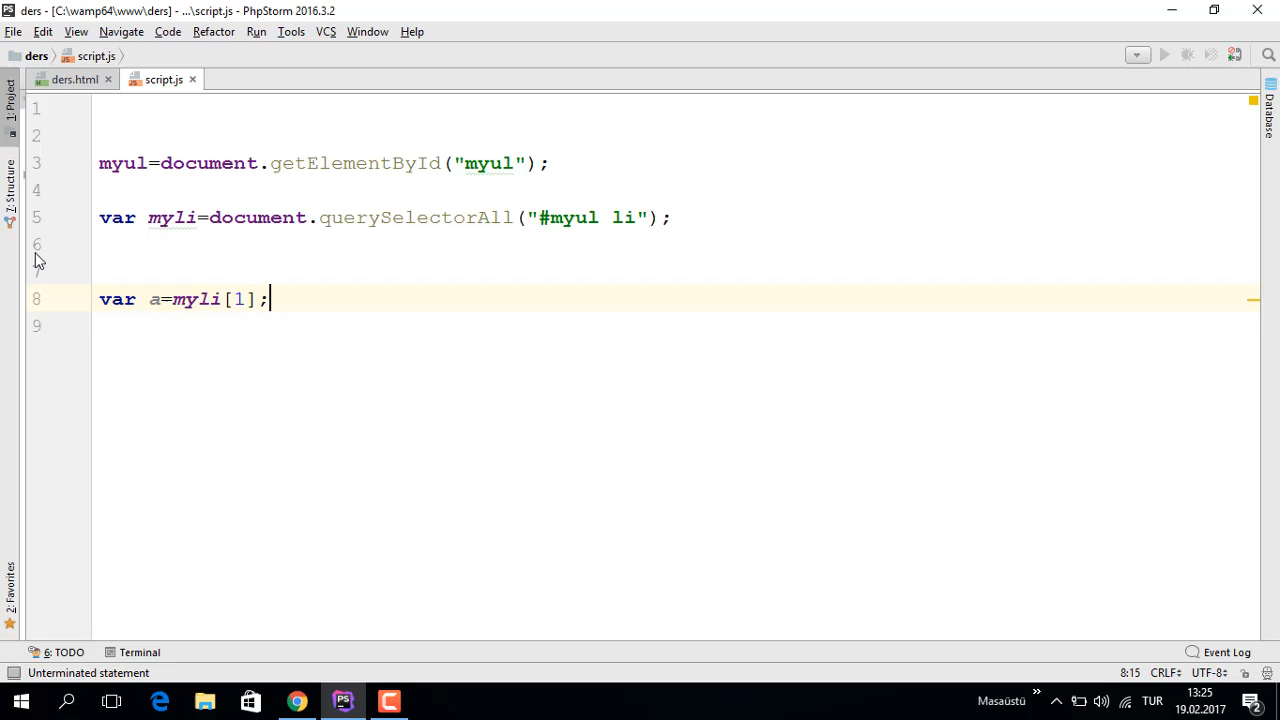 ders - [C:\wamp64\www\ders] - ...\script.js - PhpStorm 2016.3.2
File Edit View Navigate Code Refactor Run Tools VCS Window Help
ders script.js
ders.html script.js
1: Project
7: Structure
2: Favorites
Database
1
2
3 myul=document.getElementById("myul");
4
5 var myli=document.querySelectorAll("#myul li");
6
7
8 var a=myli[1];
9
6: TODO Terminal Event Log
Unterminated statement 8:15 CRLF UTF-8
Masaüstü TUR 13:25
19.02.2017 2